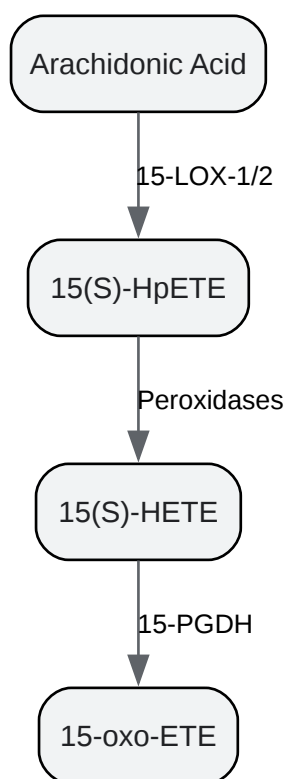 Arachidonic Acid
15-LOX-1/2
15(S)-HpETE
Peroxidases
15(S)-HETE
15-PGDH
15-oxo-ETE